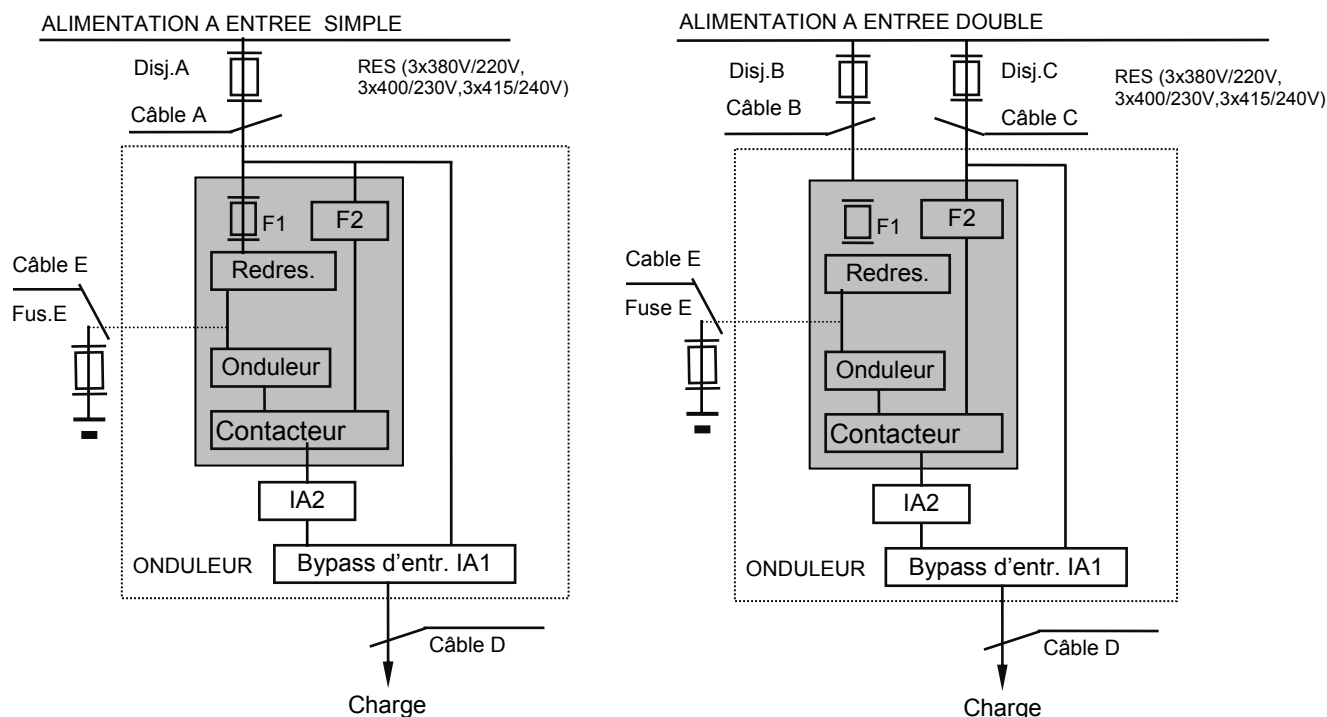 ALIMENTATION A ENTREE SIMPLE
Disj.A
RES (3x380V/220V,
3x400/230V,3x415/240V)
Câble A
F1
F2
Redres.
Câble E
Fus.E
Onduleur
Contacteur
IA2
ONDULEUR
Bypass d'entr. IA1
Câble D
Charge
ALIMENTATION A ENTREE DOUBLE
Disj.B
Disj.C
RES (3x380V/220V,
3x400/230V,3x415/240V)
Câble B
Câble C
F1
F2
Redres.
Cable E
Fuse E
Onduleur
Contacteur
IA2
ONDULEUR
Bypass d'entr. IA1
Câble D
Charge